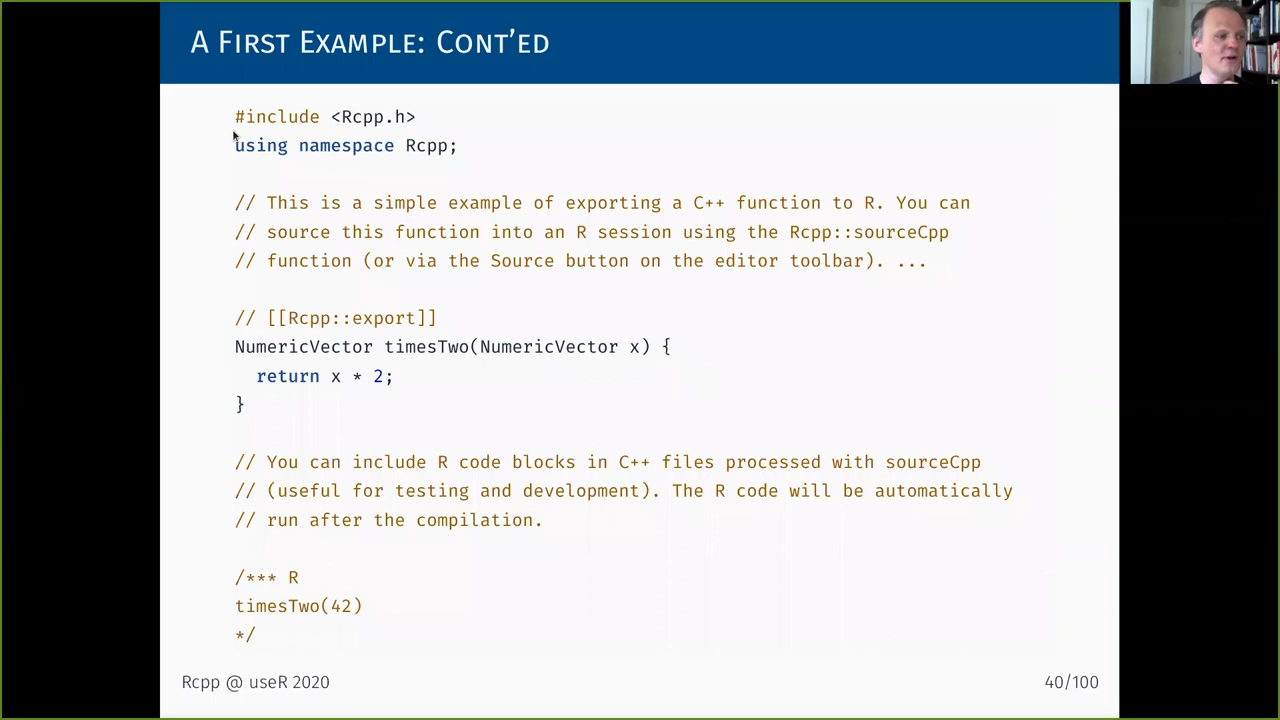 A First Example: Cont'ed
#include <Rcpp.h>
using namespace Rcpp;
// This is a simple example of exporting a C++ function to R. You can
// source this function into an R session using the Rcpp::sourceCpp
// function (or via the Source button on the editor toolbar). ...
// [[Rcpp::export]]
NumericVector timesTwo(NumericVector x) {
  return x * 2;
}
// You can include R code blocks in C++ files processed with sourceCpp
// (useful for testing and development). The R code will be automatically
// run after the compilation.
/*** R
timesTwo(42)
*/
Rcpp @ useR 2020
40/100